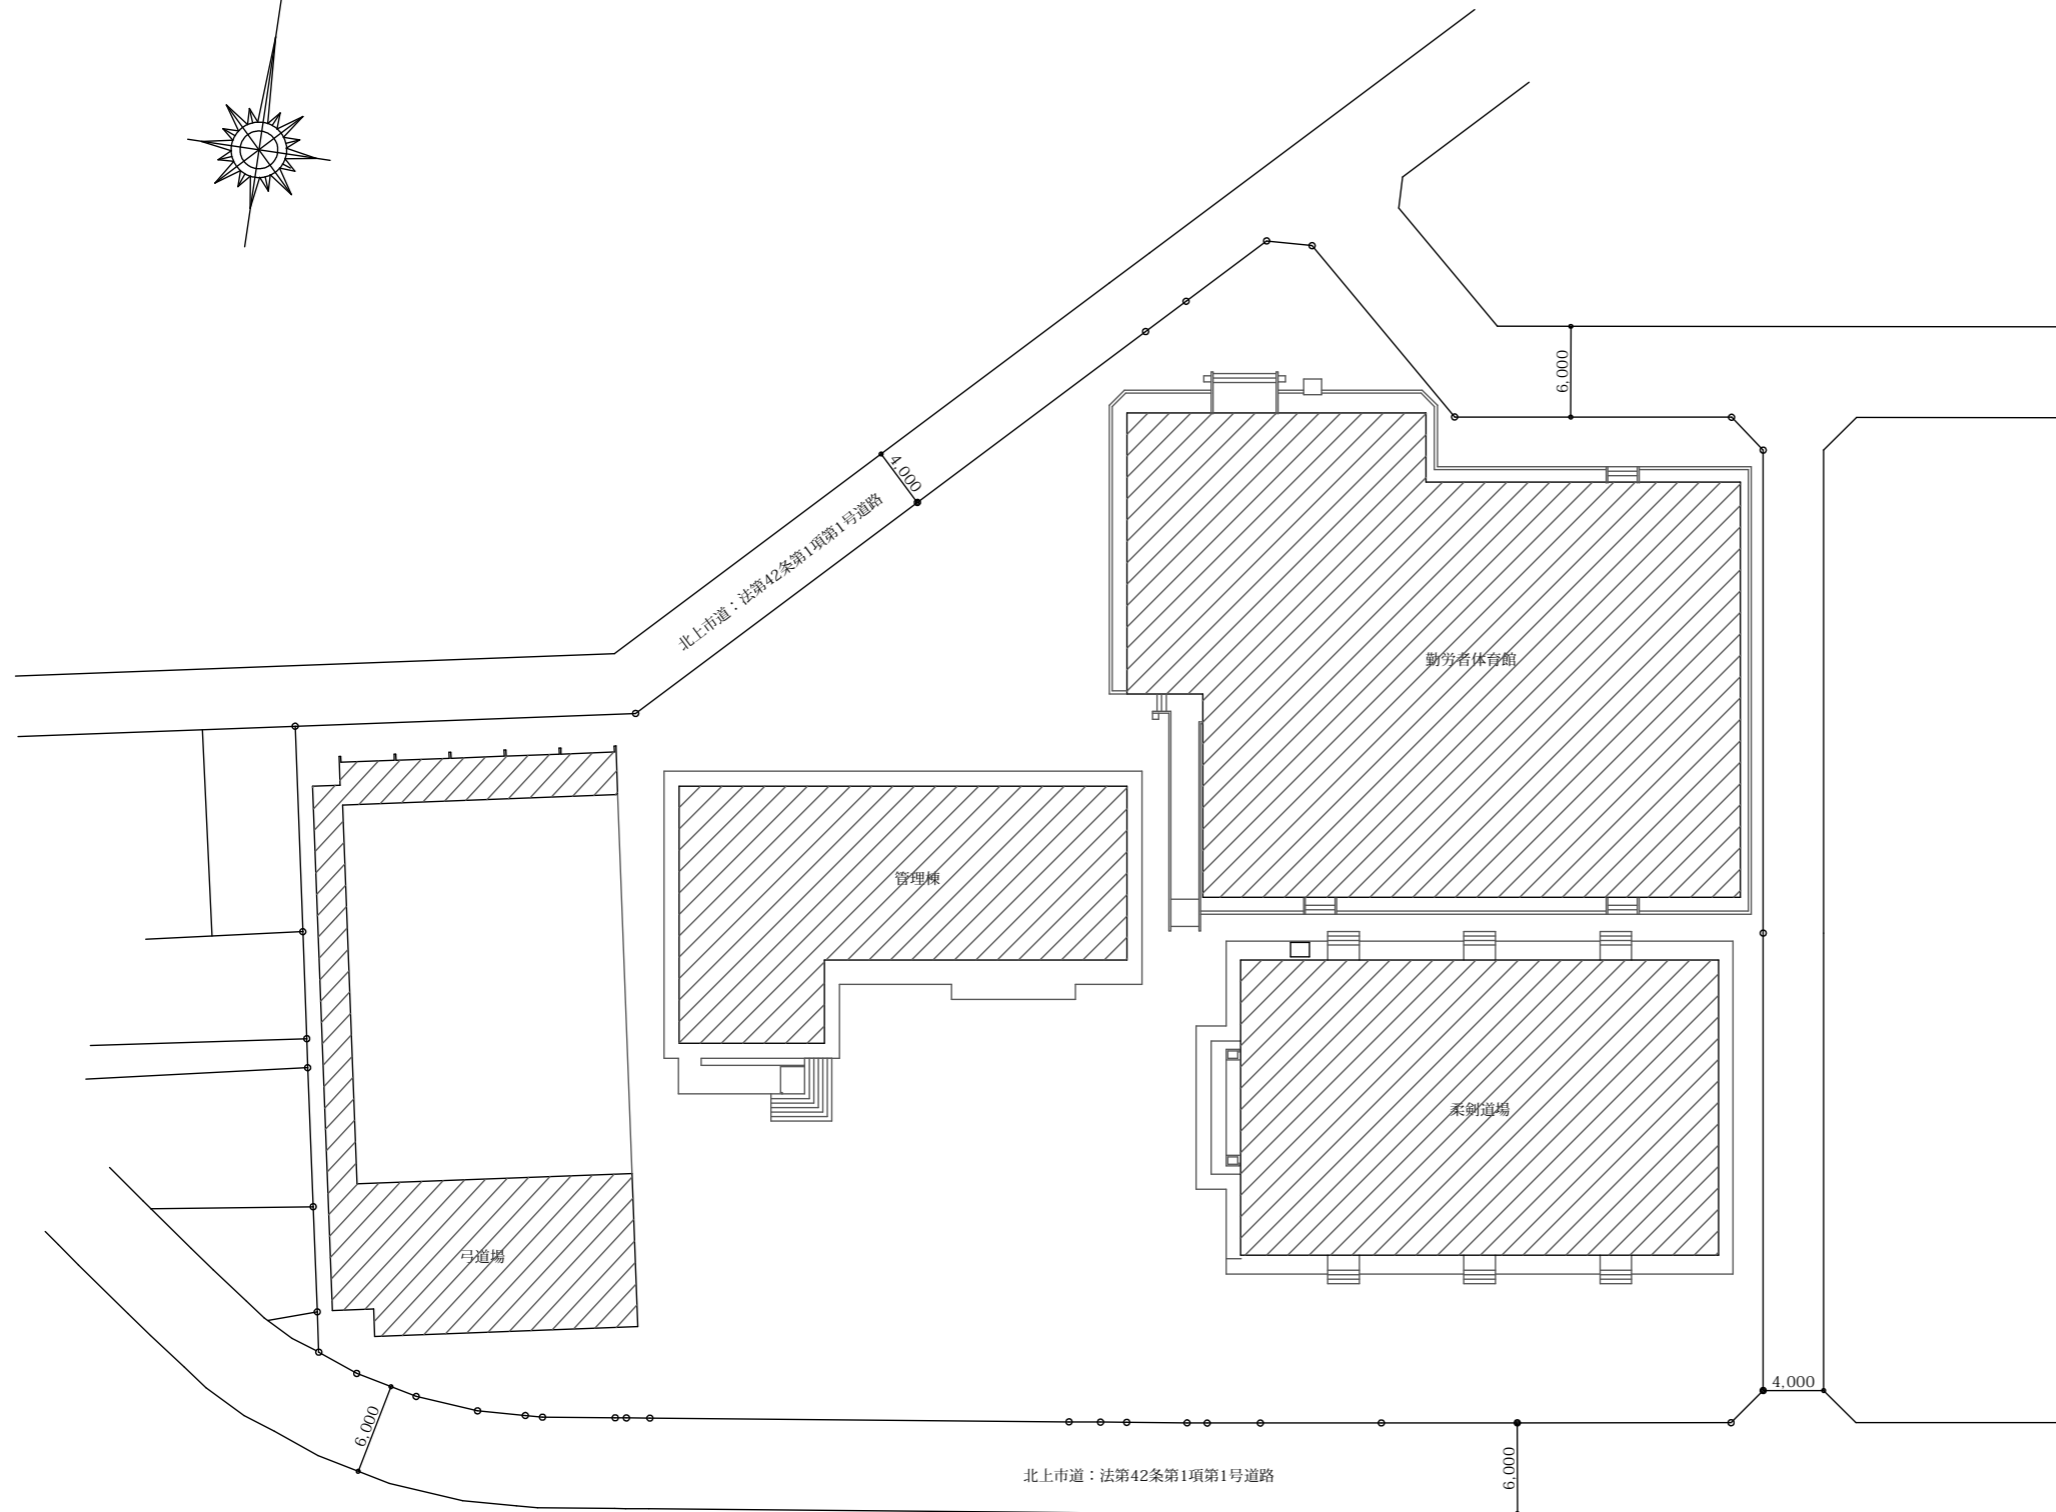 6,000
4,000
北上市道：法第42条第1項第1号道路
勤労者体育館
管理棟
柔剣道場
弓道場
4,000
6,000
北上市道：法第42条第1項第1号道路
6,000